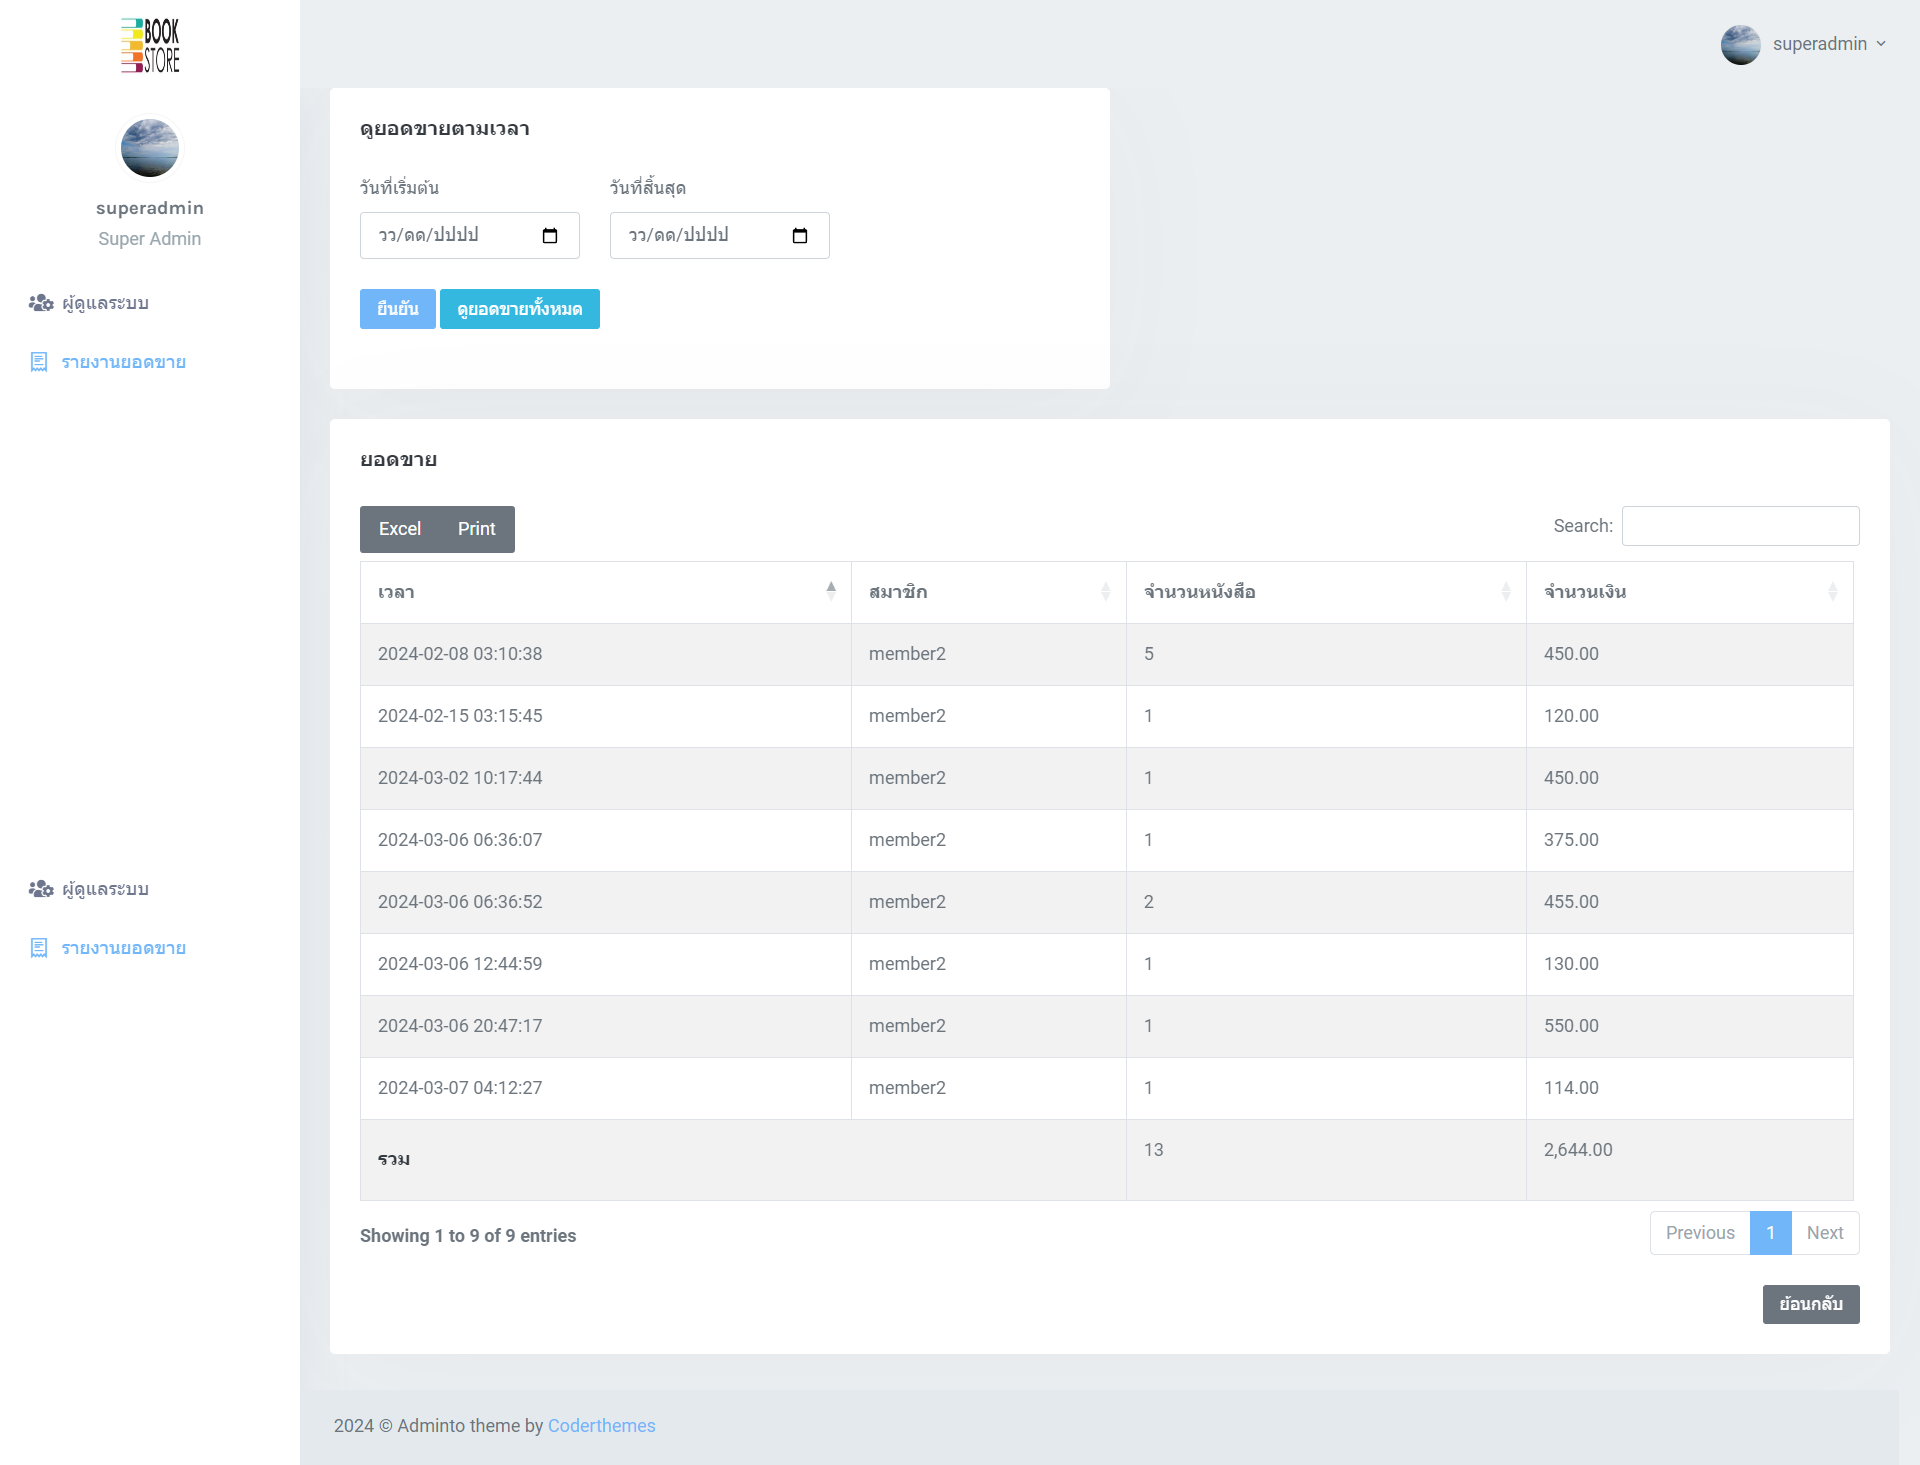 BOOK
STORE
superadmin
superadmin
Super Admin
ผู้ดูแลระบบ
รายงานยอดขาย
ผู้ดูแลระบบ
รายงานยอดขาย
ดูยอดขายตามเวลา
วันที่เริ่มต้น วันที่สิ้นสุด
วว/ดด/ปปปป วว/ดด/ปปปป
ยืนยัน ดูยอดขายทั้งหมด
ยอดขาย
Excel Print Search:
เวลา สมาชิก จำนวนหนังสือ จำนวนเงิน
2024-02-08 03:10:38 member2 5 450.00
2024-02-15 03:15:45 member2 1 120.00
2024-03-02 10:17:44 member2 1 450.00
2024-03-06 06:36:07 member2 1 375.00
2024-03-06 06:36:52 member2 2 455.00
2024-03-06 12:44:59 member2 1 130.00
2024-03-06 20:47:17 member2 1 550.00
2024-03-07 04:12:27 member2 1 114.00
รวม 13 2,644.00
Showing 1 to 9 of 9 entries Previous 1 Next
ย้อนกลับ
2024 © Adminto theme by Coderthemes